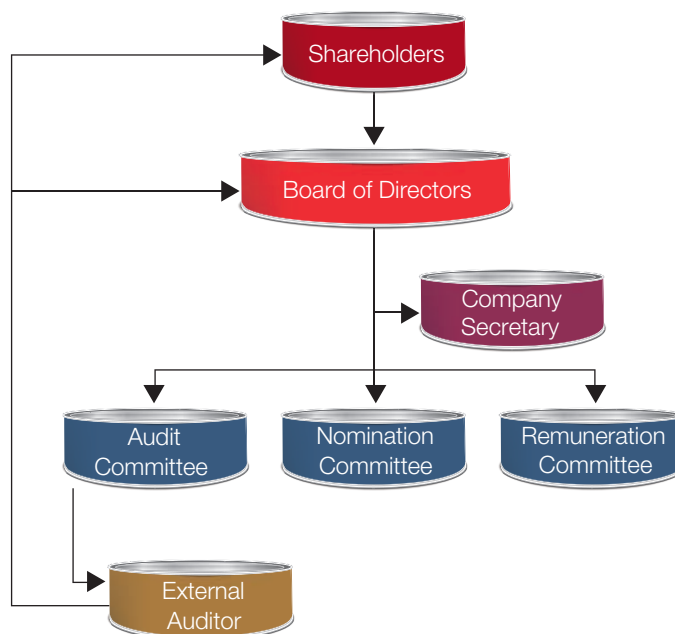 Shareholders
Board of Directors
Company
Secretary
Audit
Committee
Nomination
Committee
Remuneration
Committee
External
Auditor